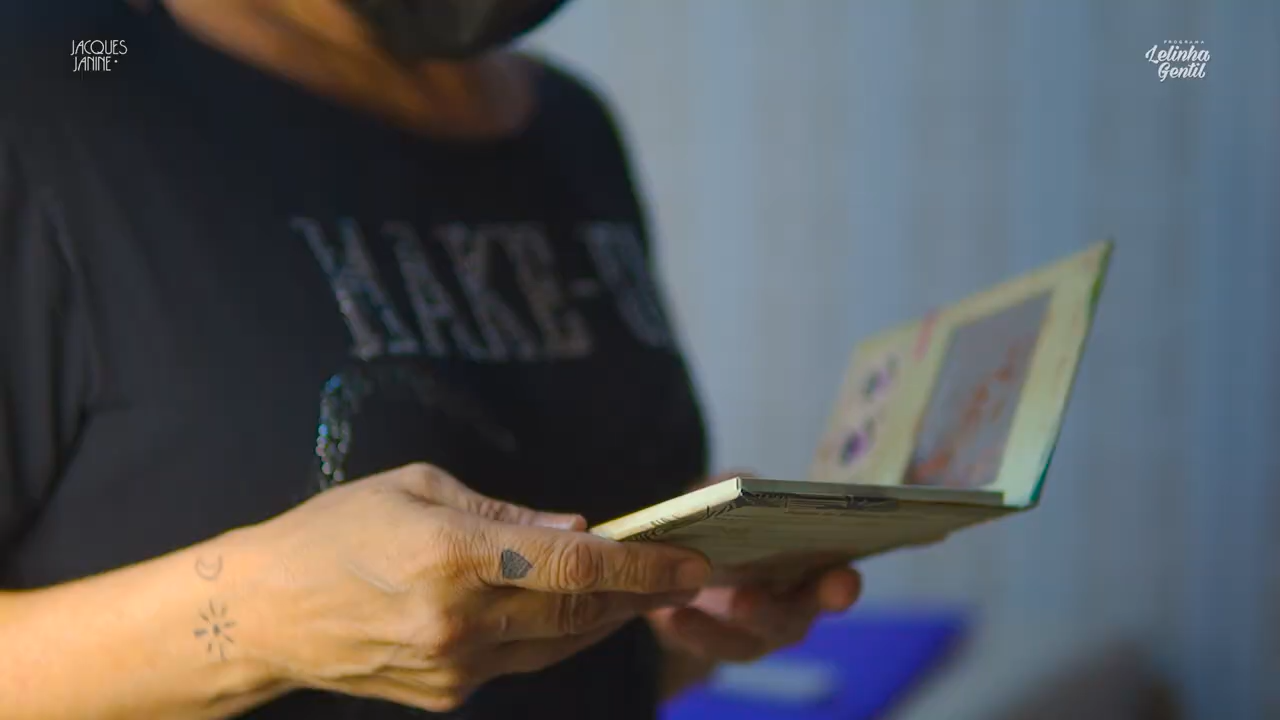 JACQUES
JANINE
PROGRAMA
Lelinha
Gentil
MAKE-U